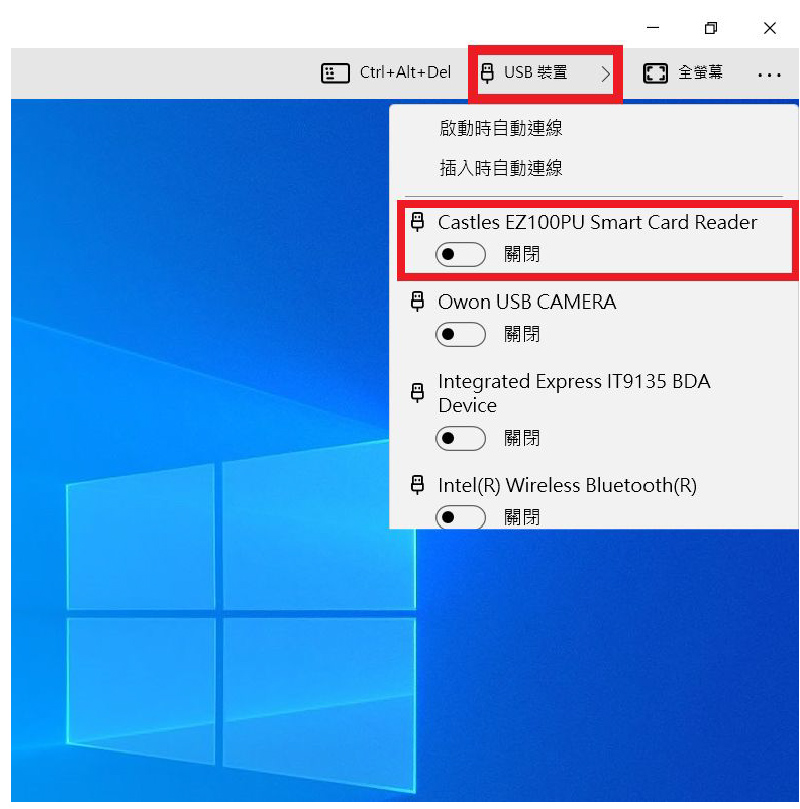 Ctrl+Alt+Del USB 裝置 全螢幕 ...
啟動時自動連線
插入時自動連線
Castles EZ100PU Smart Card Reader
關閉
Owon USB CAMERA
關閉
Integrated Express IT9135 BDA
Device
關閉
Intel(R) Wireless Bluetooth(R)
關閉